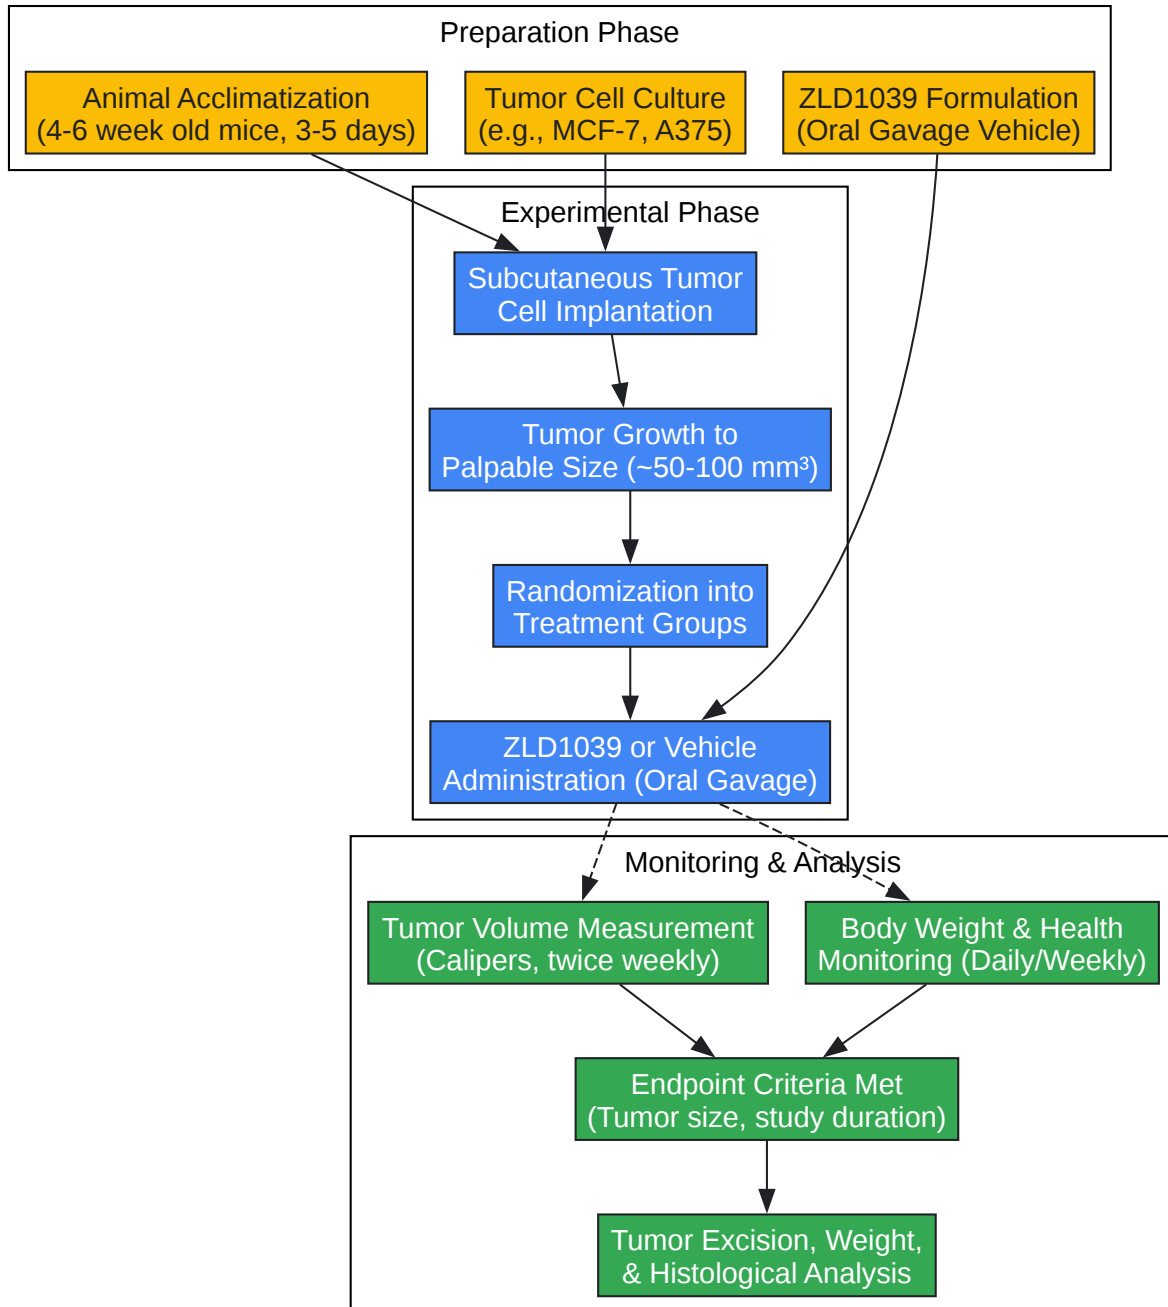 Preparation Phase
Animal Acclimatization
(4-6 week old mice, 3-5 days)
Tumor Cell Culture
(e.g., MCF-7, A375)
ZLD1039 Formulation
(Oral Gavage Vehicle)
Experimental Phase
Subcutaneous Tumor
Cell Implantation
Tumor Growth to
Palpable Size (~50-100 mm³)
Randomization into
Treatment Groups
ZLD1039 or Vehicle
Administration (Oral Gavage)
Monitoring & Analysis
Tumor Volume Measurement
(Calipers, twice weekly)
Body Weight & Health
Monitoring (Daily/Weekly)
Endpoint Criteria Met
(Tumor size, study duration)
Tumor Excision, Weight,
& Histological Analysis